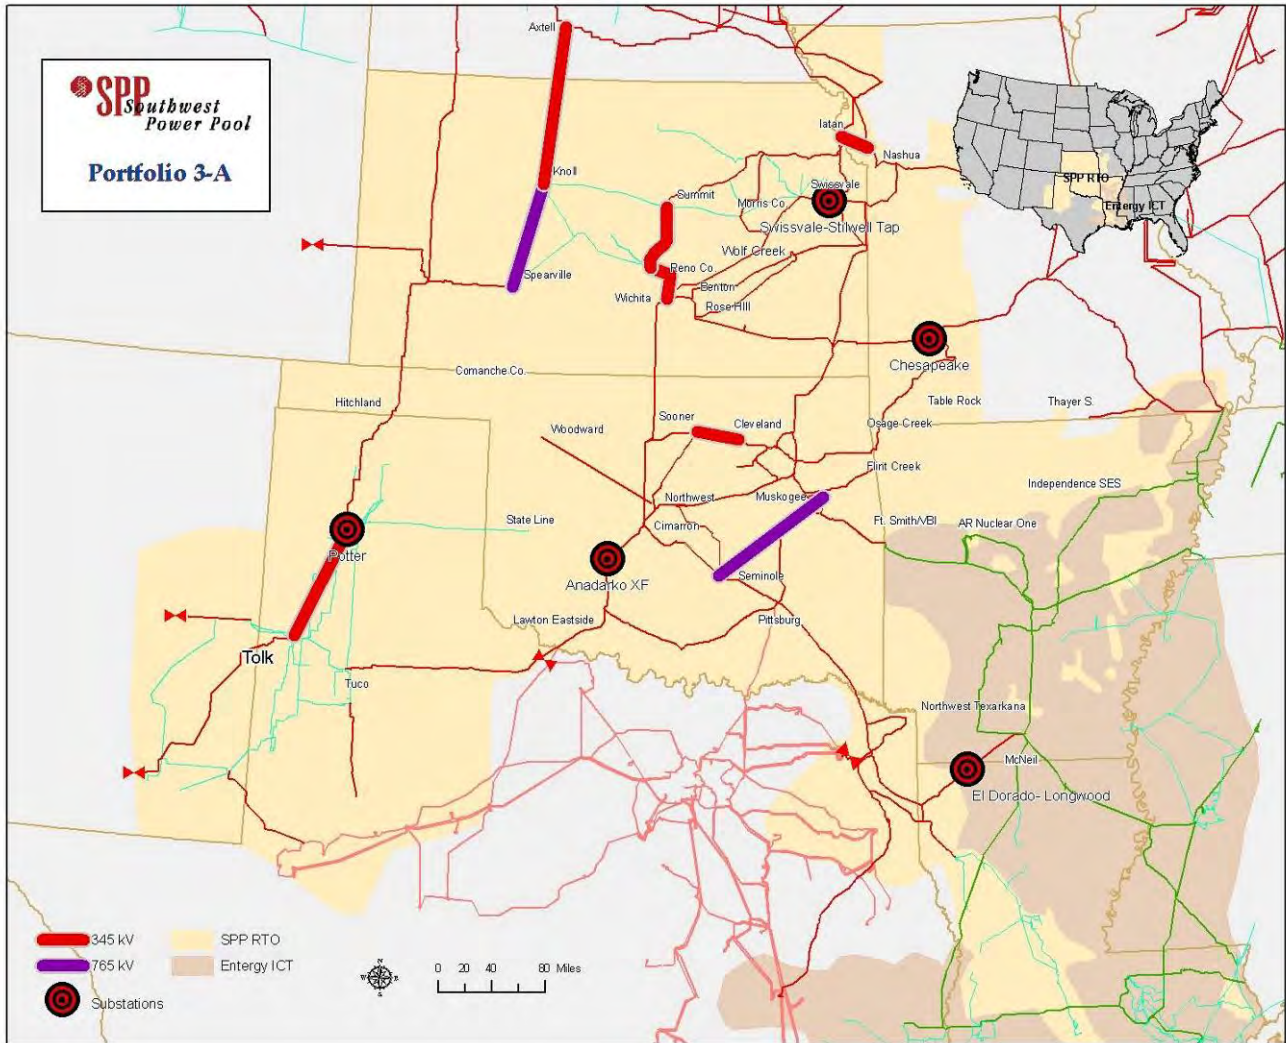 Axtell
SPP
Southwest
Power Pool
Portfolio 3-A
Iatan
Nashua
Knoll
Summit
Swissvale
Morris Co.
Swissvale-Stilwell Tap
SPP RTO
Entergy ICT
Wolf Creek
Spearville
Reno Co.
Benton
Wichita
Rose Hill
Chesapeake
Comanche Co.
Hitchland
Table Rock
Thayer S.
Sooner
Cleveland
Osage Creek
Woodward
Flint Creek
Independence SES
Northwest
Muskogee
State Line
Cimarron
Ft. Smith/VBI
AR Nuclear One
Potter
Anadarko XF
Seminole
Lawton Eastside
Pittsburg
Tolk
Tuco
Northwest Texarkana
McNeil
El Dorado- Longwood
345 kV
SPP RTO
765 kV
Entergy ICT
Substations
N
W
E
S
0 20 40 80 Miles